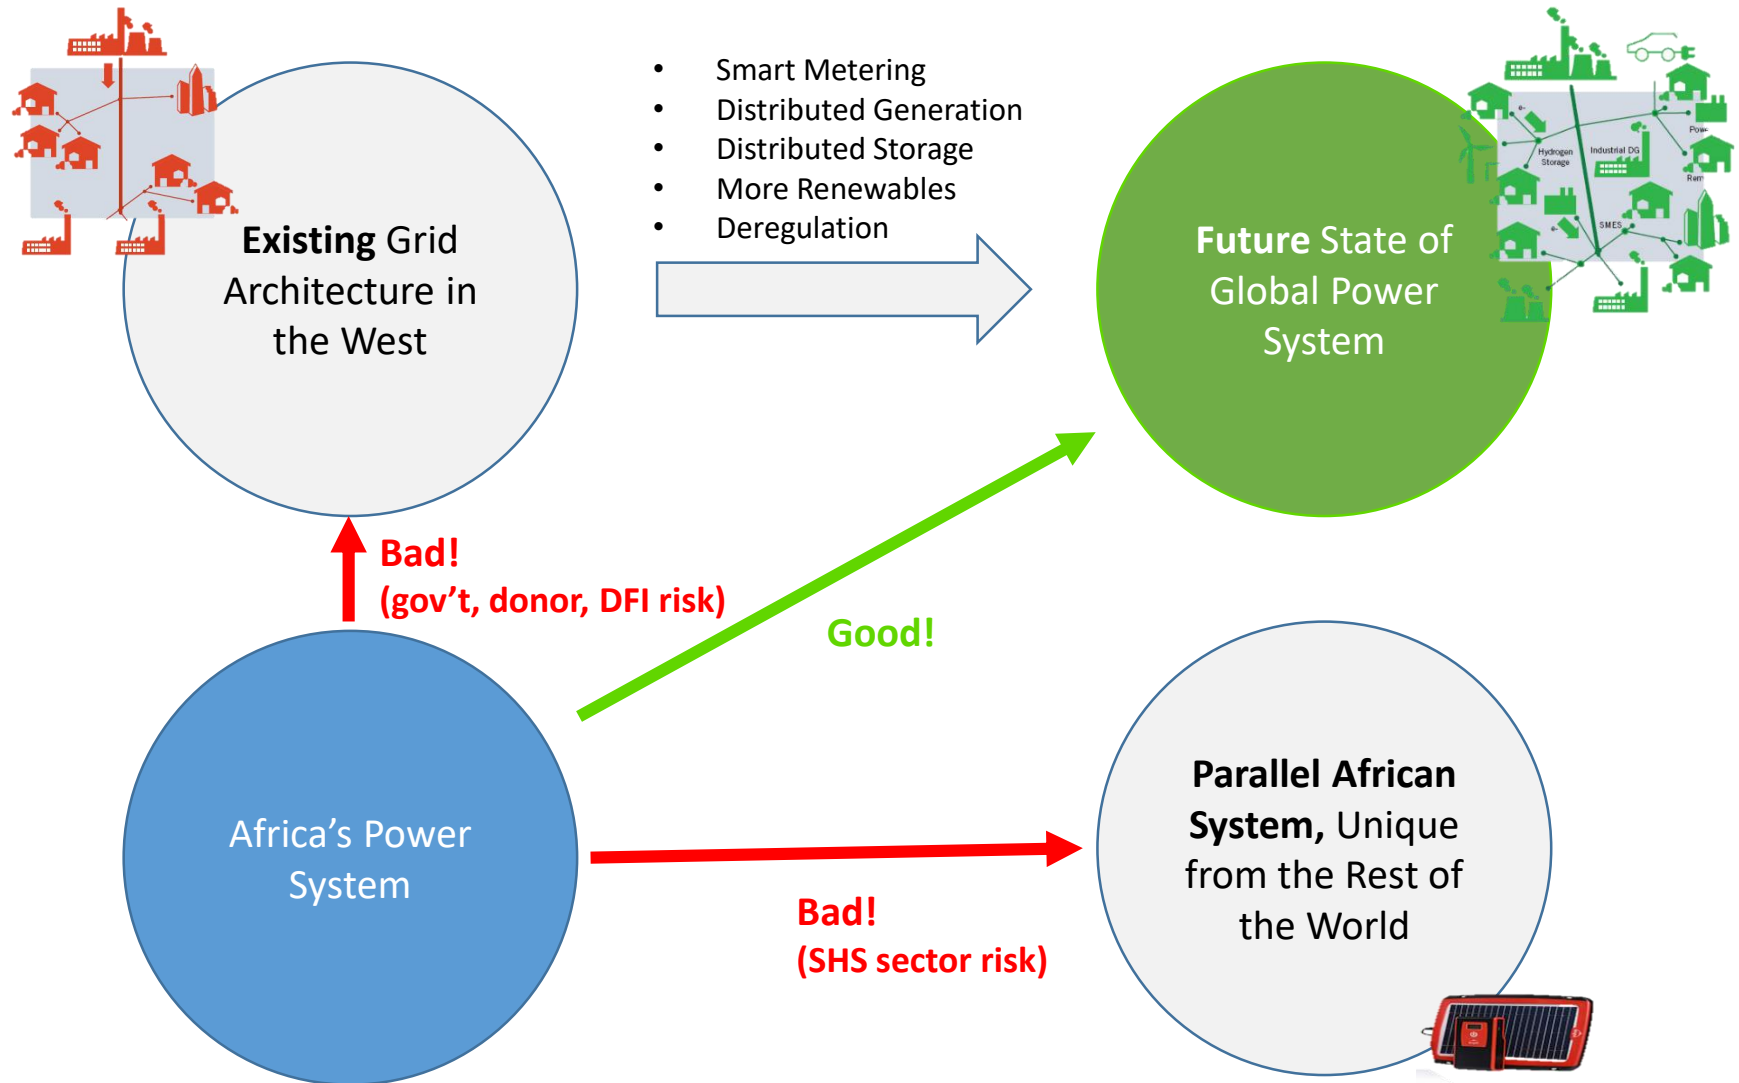 • Smart Metering
• Distributed Generation
• Distributed Storage
• More Renewables
• Deregulation
Existing Grid
Architecture in
the West
Future State of
Global Power
System
Hydrogen
Storage
Industrial DG
SMES
e-
e-
Bad!
(gov’t, donor, DFI risk)
Good!
Africa’s Power
System
Bad!
(SHS sector risk)
Parallel African
System, Unique
from the Rest of
the World